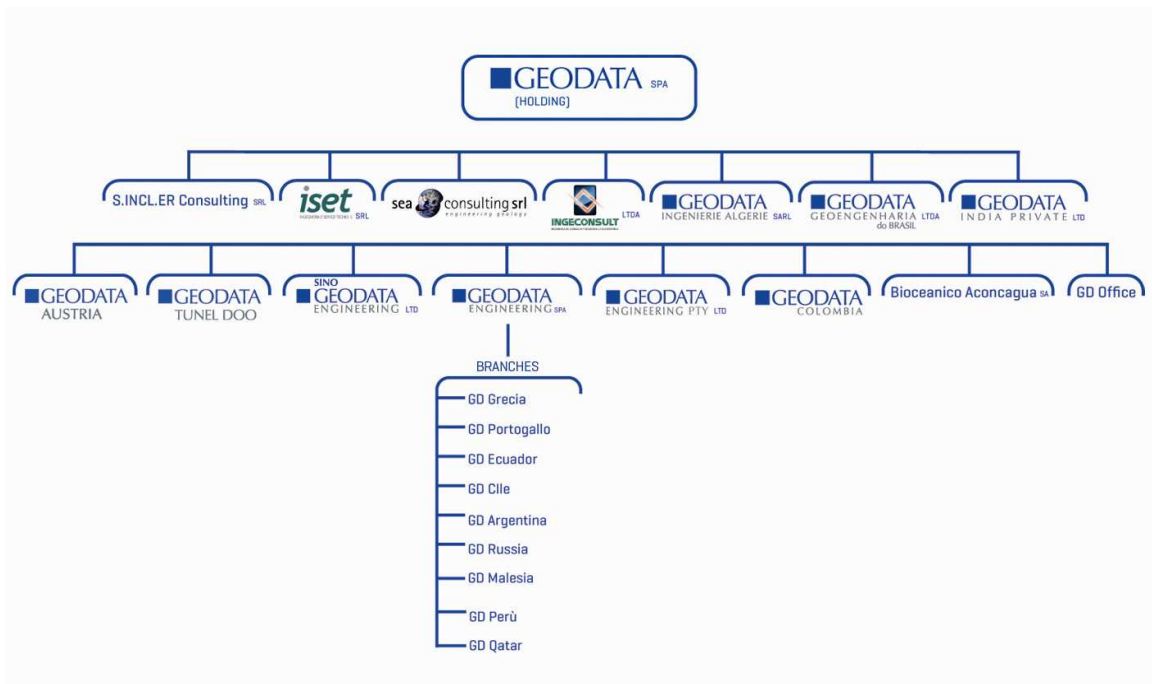 GEODATA SPA
(HOLDING)
S.INCL.ER Consulting SRL
iset SRL
sea consulting srl
engineering geology
INGECONSULT LTDA
GEODATA
INGENIERIE ALGERIE SARL
GEODATA
GEOENGENHARIA LTDA
do BRASIL
GEODATA
INDIA PRIVATE LTD
GEODATA
AUSTRIA
GEODATA
TUNEL DOO
SINO
GEODATA
ENGINEERING LTD
GEODATA
ENGINEERING SPA
GEODATA
ENGINEERING PTY LTD
GEODATA
COLOMBIA
Bioceanico Aconcagua SA
GD Office
BRANCHES
GD Grecia
GD Portogallo
GD Ecuador
GD CIle
GD Argentina
GD Russia
GD Malesia
GD Perù
GD Qatar